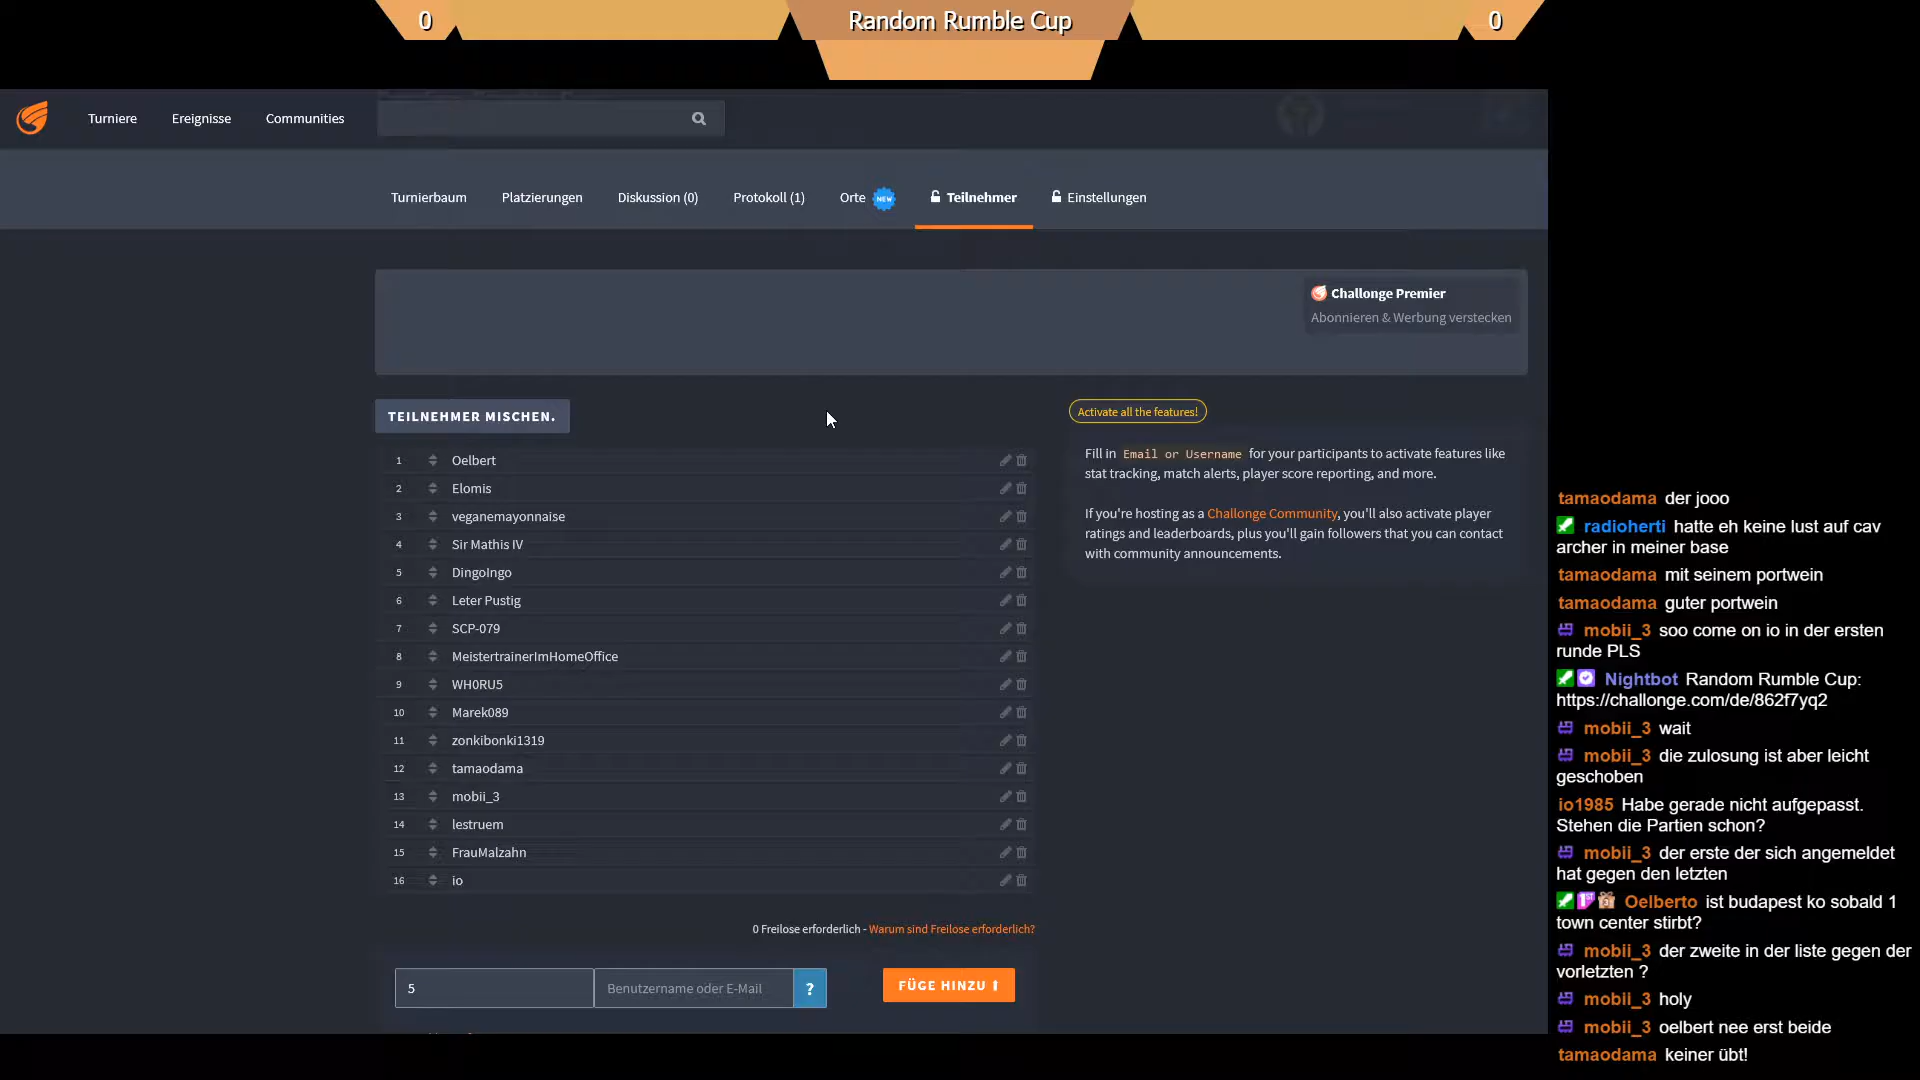 0
Random Rumble Cup
0
Turniere
Ereignisse
Communities
Turnierbaum
Platzierungen
Diskussion (0)
Protokoll (1)
Orte NEW
Teilnehmer
Einstellungen
Challonge Premier
Abonnieren & Werbung verstecken
TEILNEHMER MISCHEN.
1 Oelbert
2 Elomis
3 veganemayonnaise
4 Sir Mathis IV
5 DingoIngo
6 Leter Pustig
7 SCP-079
8 MeistertrainerImHomeOffice
9 WH0RU5
10 Marek089
11 zonkibonki1319
12 tamaodama
13 mobii_3
14 lestruem
15 FrauMalzahn
16 io
0 Freilose erforderlich - Warum sind Freilose erforderlich?
5
Benutzername oder E-Mail
?
FÜGE HINZU
Activate all the features!
Fill in Email or Username for your participants to activate features like
stat tracking, match alerts, player score reporting, and more.
If you're hosting as a Challonge Community, you'll also activate player
ratings and leaderboards, plus you'll gain followers that you can contact
with community announcements.
tamaodama der jooo
radioherti hatte eh keine lust auf cav
archer in meiner base
tamaodama mit seinem portwein
tamaodama guter portwein
mobii_3 soo come on io in der ersten
runde PLS
Nightbot Random Rumble Cup:
https://challonge.com/de/862f7yq2
mobii_3 wait
mobii_3 die zulosung ist aber leicht
geschoben
io1985 Habe gerade nicht aufgepasst.
Stehen die Partien schon?
mobii_3 der erste der sich angemeldet
hat gegen den letzten
Oelberto ist budapest ko sobald 1
town center stirbt?
mobii_3 der zweite in der liste gegen der
vorletzten ?
mobii_3 holy
mobii_3 oelbert nee erst beide
tamaodama keiner übt!